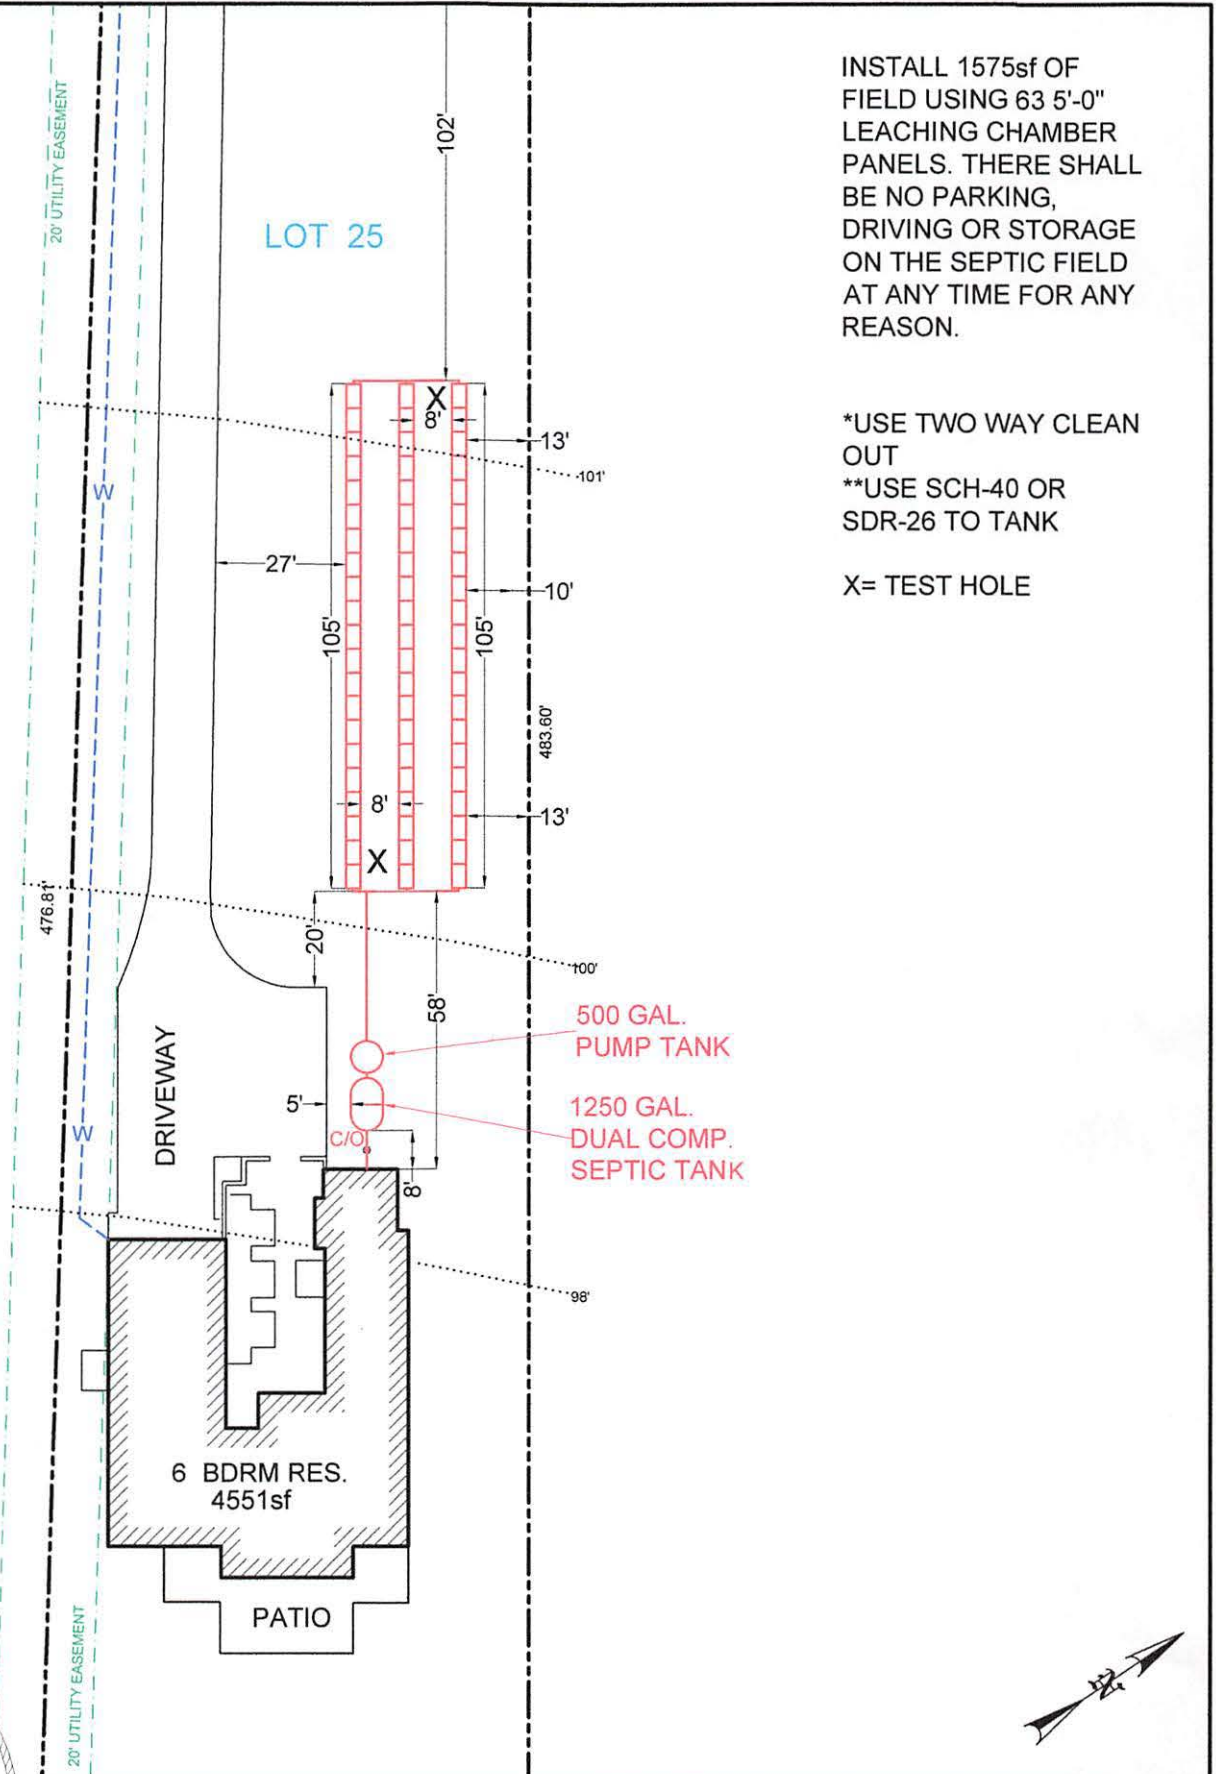 INSTALL 1575sf OF
FIELD USING 63 5'-0"
LEACHING CHAMBER
PANELS. THERE SHALL
BE NO PARKING,
DRIVING OR STORAGE
ON THE SEPTIC FIELD
AT ANY TIME FOR ANY
REASON.
*USE TWO WAY CLEAN
OUT
**USE SCH-40 OR
SDR-26 TO TANK
X= TEST HOLE
20' UTILITY EASEMENT
102'
LOT 25
X
8'
13'
101'
W
27'
10'
105'
105'
483.60'
8'
13'
X
476.81'
20'
100'
58'
500 GAL.
PUMP TANK
DRIVEWAY
5'
1250 GAL.
DUAL COMP.
SEPTIC TANK
C/O
W
8'
98'
6 BDRM RES.
4551sf
PATIO
20' UTILITY EASEMENT
N